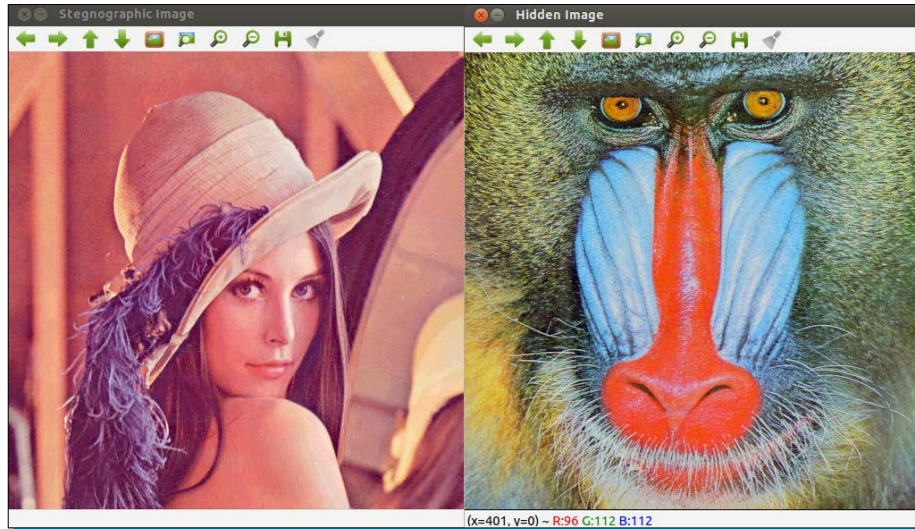 Stegnographic Image
Hidden Image
(x=401, y=0) ~ R:96 G:112 B:112